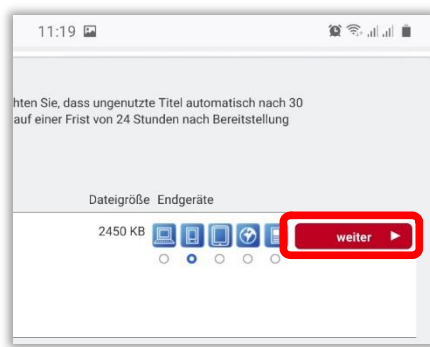 11:19
hten Sie, dass ungenutzte Titel automatisch nach 30
auf einer Frist von 24 Stunden nach Bereitstellung
Dateigröße Endgeräte
2450 KB
weiter